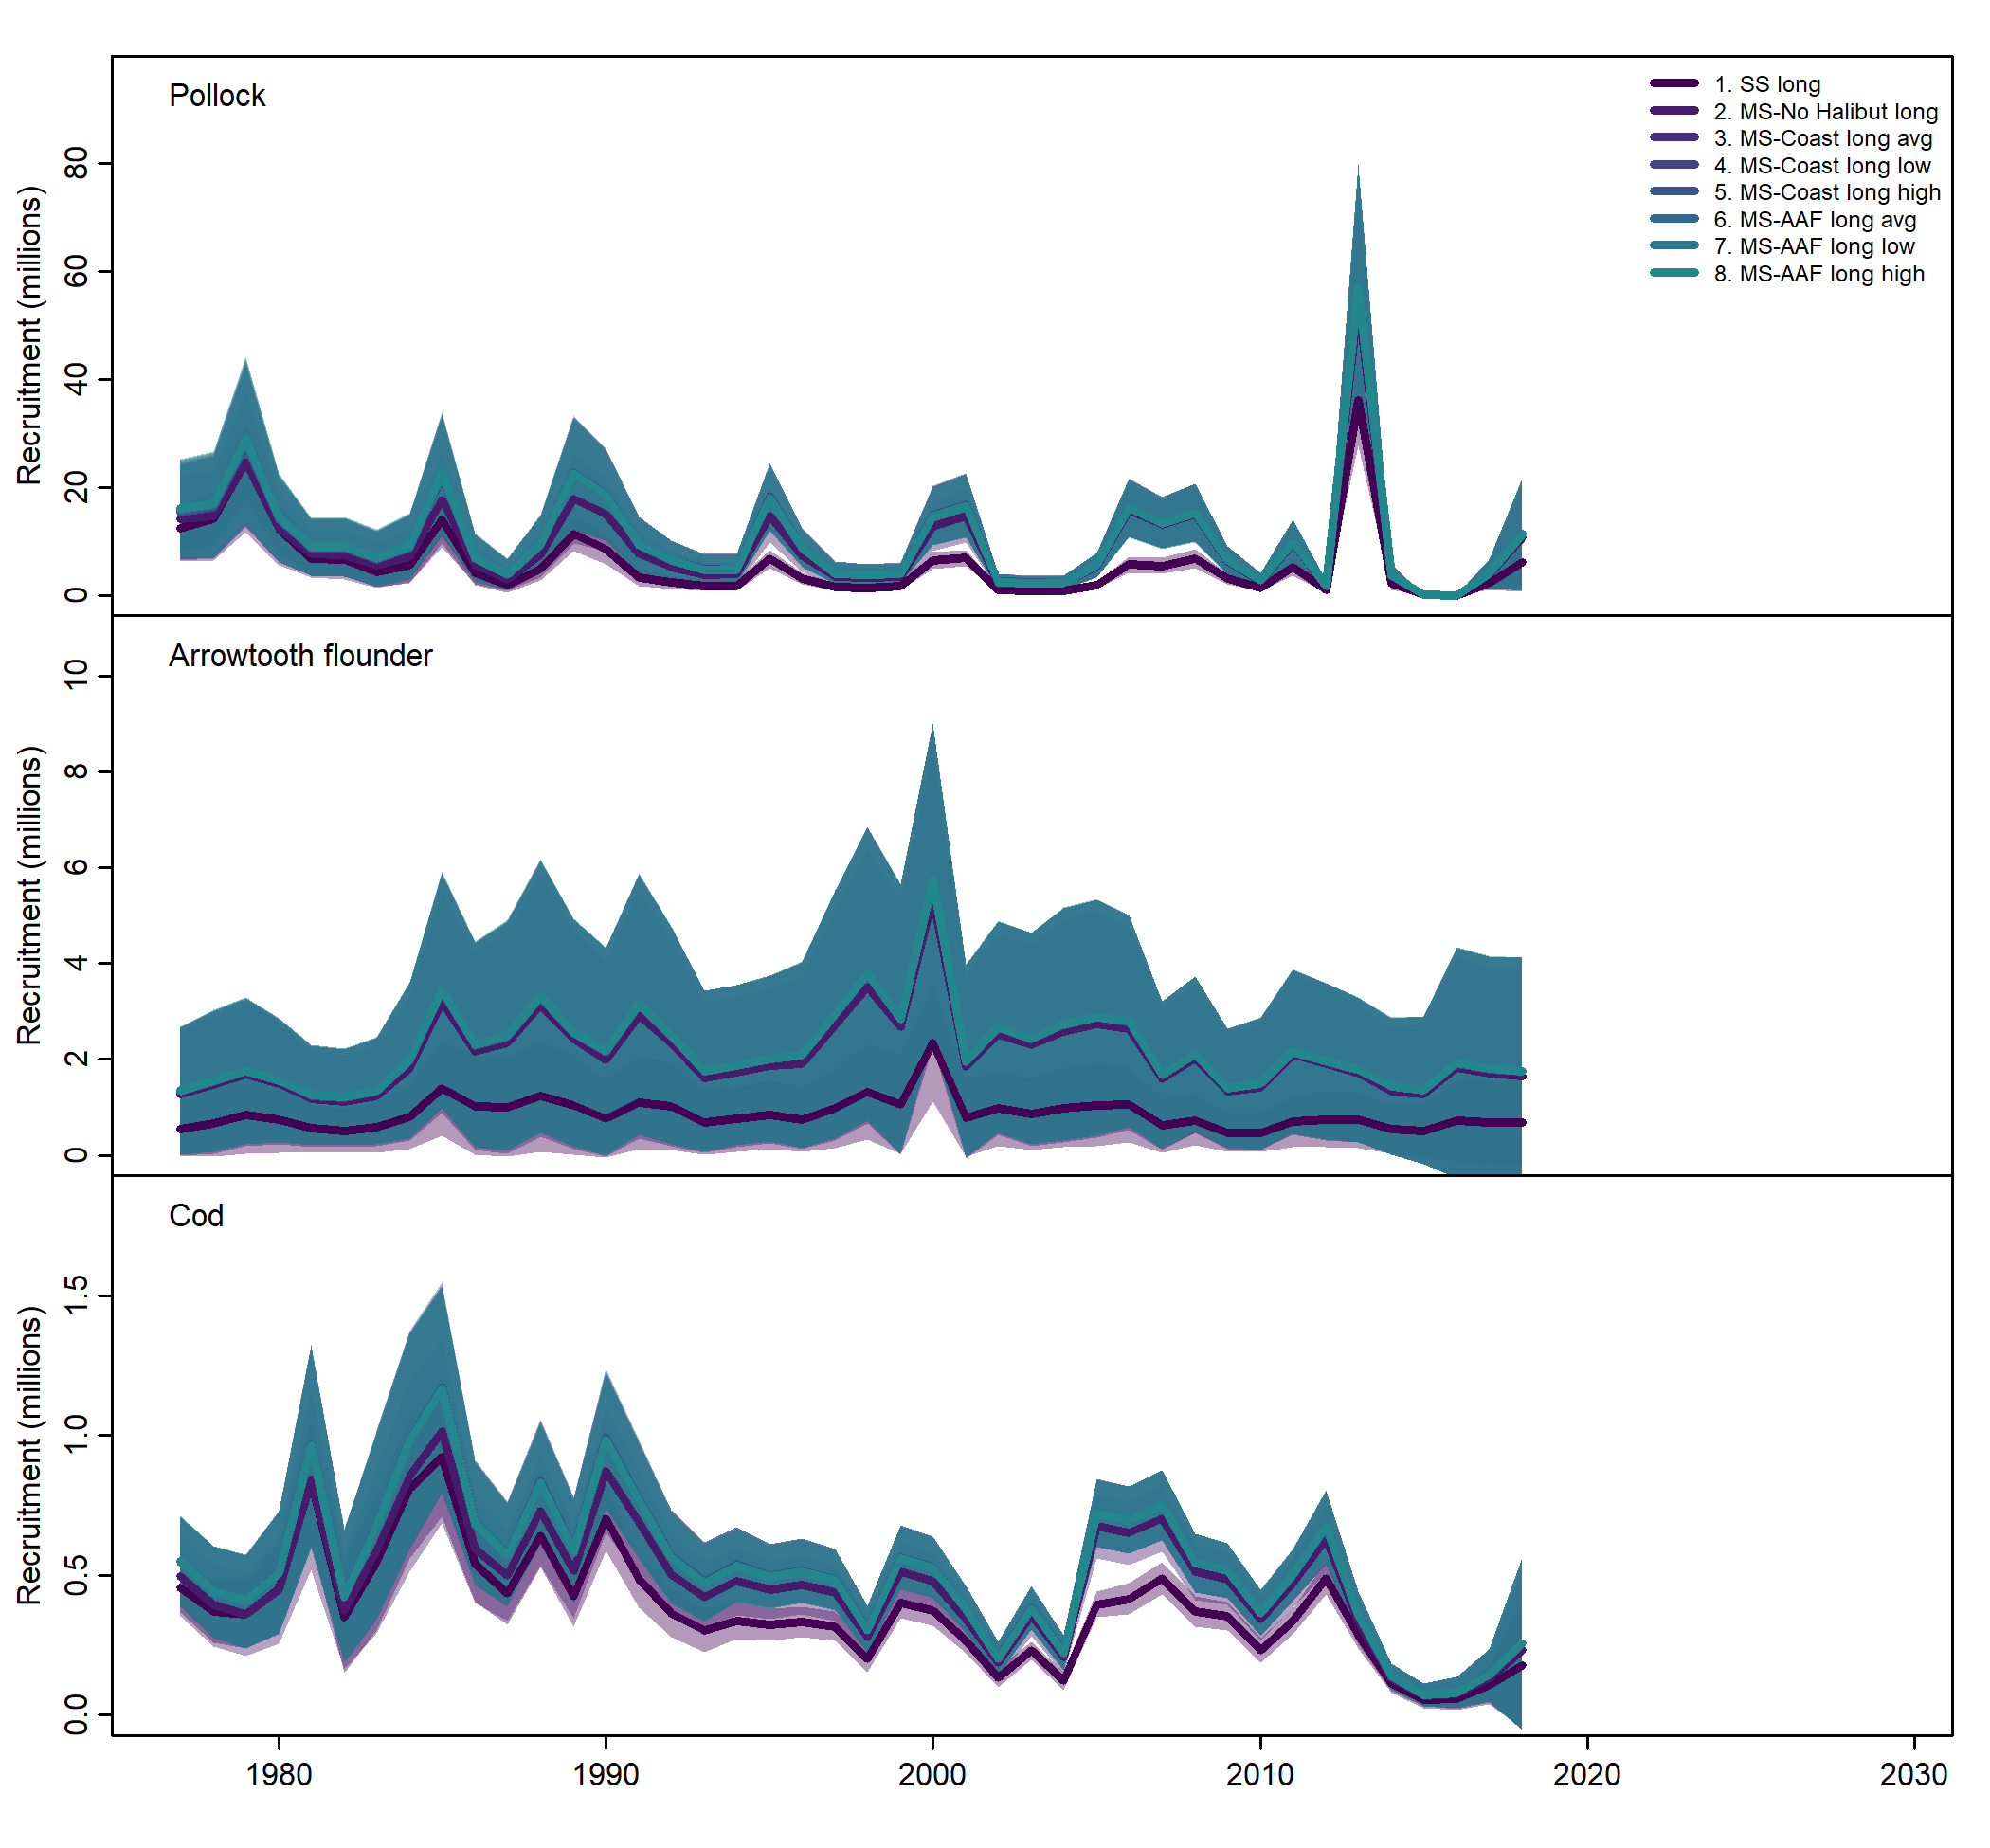 Pollock
1. SS long
2. MS-No Halibut long
3. MS-Coast long avg
4. MS-Coast long low
5. MS-Coast long high
6. MS-AAF long avg
7. MS-AAF long low
8. MS-AAF long high
Recruitment (millions)
80
60
40
20
0
Arrowtooth flounder
Recruitment (millions)
10
8
6
4
2
0
Cod
Recruitment (millions)
1.5
1.0
0.5
0.0
1980 1990 2000 2010 2020 2030